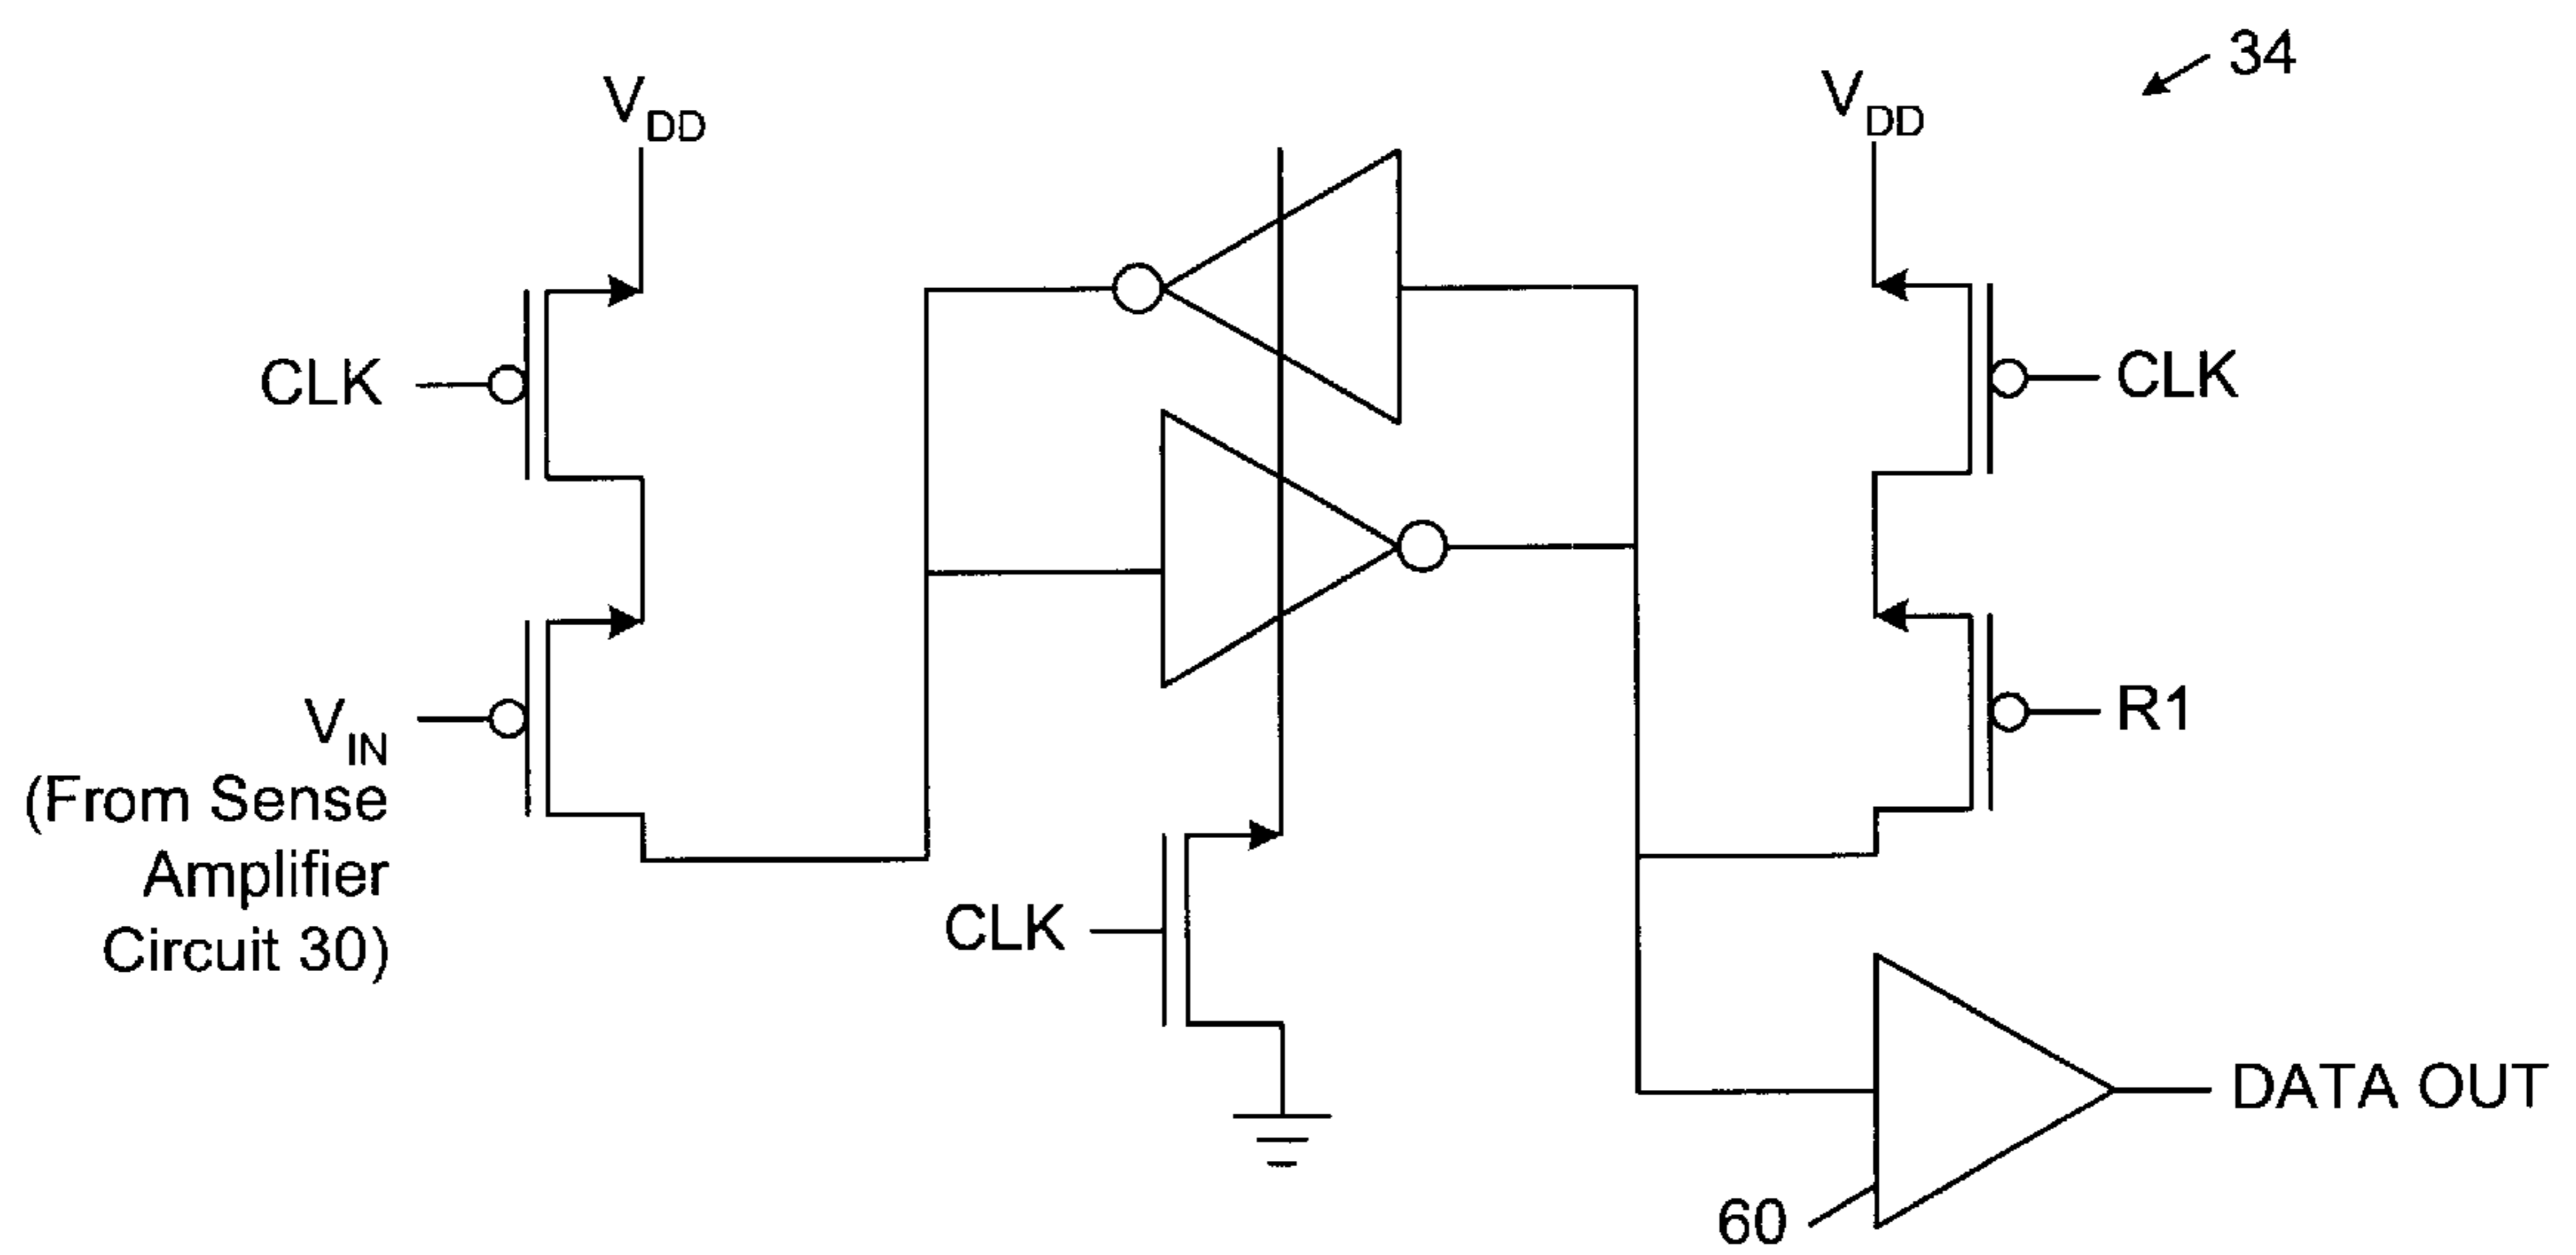 34
VDD
VDD
CLK
CLK
VIN
(From Sense
Amplifier
Circuit 30)
R1
CLK
DATA OUT
60